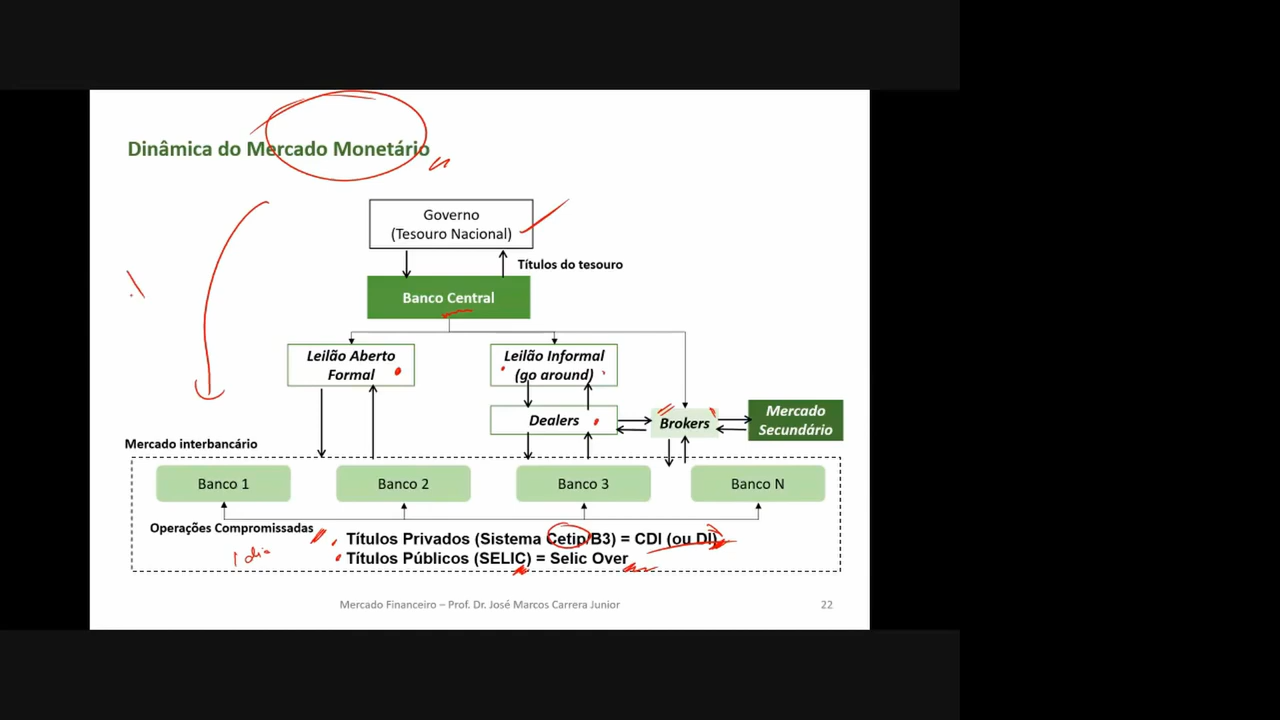 Dinâmica do Mercado Monetário
Governo
(Tesouro Nacional)
Títulos do tesouro
Banco Central
Leilão Aberto
Formal
Leilão Informal
(go around)
Dealers
Brokers
Mercado
Secundário
Mercado interbancário
Banco 1
Banco 2
Banco 3
Banco N
Operações Compromissadas
1 dia
Títulos Privados (Sistema Cetip/B3) = CDI (ou DI)
Títulos Públicos (SELIC) = Selic Over
Mercado Financeiro – Prof. Dr. José Marcos Carrera Junior
22